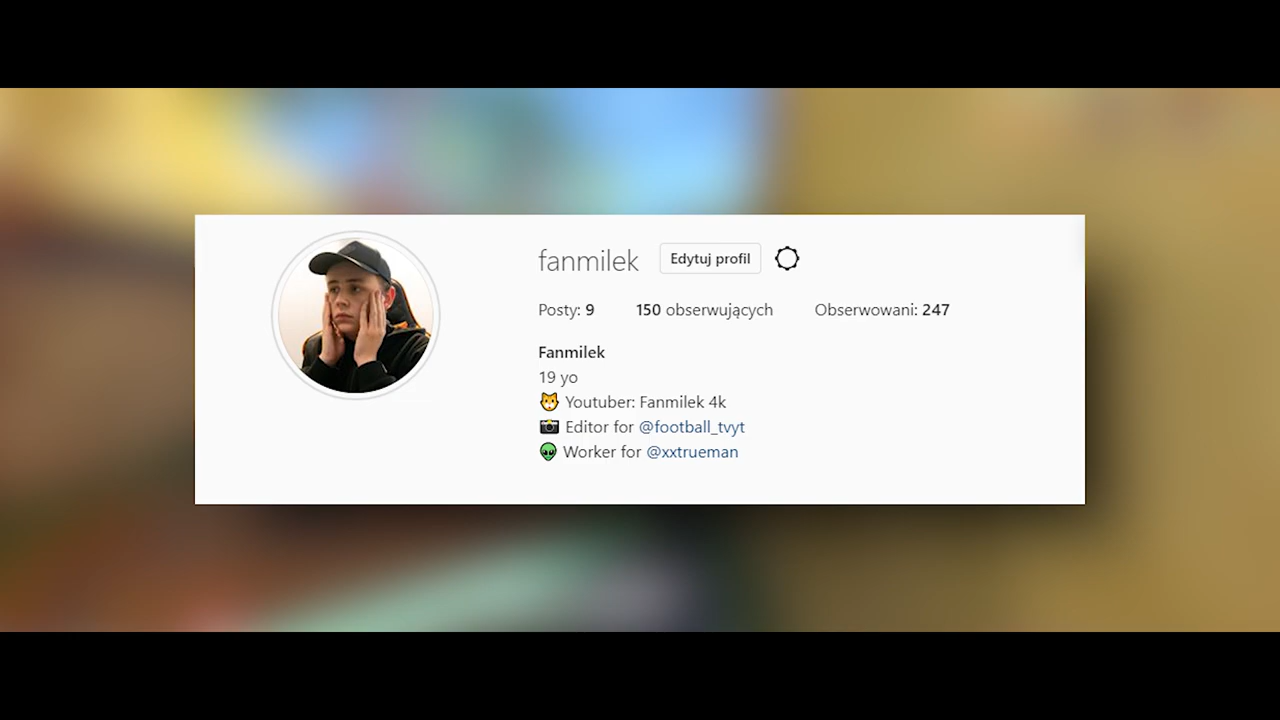 fanmilek Edytuj profil
Posty: 9 150 obserwujących Obserwowani: 247
Fanmilek
19 yo
🐱 Youtuber: Fanmilek 4k
📸 Editor for @football_tvyt
👽 Worker for @xxtrueman